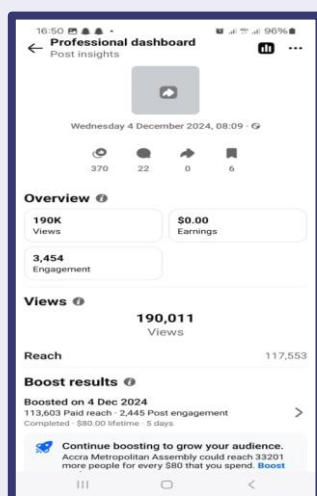 16:50
96%
Professional dashboard
Post insights
Wednesday 4 December 2024, 08:09 ·
370 22 0 6
Overview
190K
Views
$0.00
Earnings
3,454
Engagement
Views
190,011
Views
Reach 117,553
Boost results
Boosted on 4 Dec 2024
113,603 Paid reach · 2,445 Post engagement
Completed · $80.00 lifetime · 5 days
Continue boosting to grow your audience.
Accra Metropolitan Assembly could reach 33201
more people for every $80 that you spend. Boost